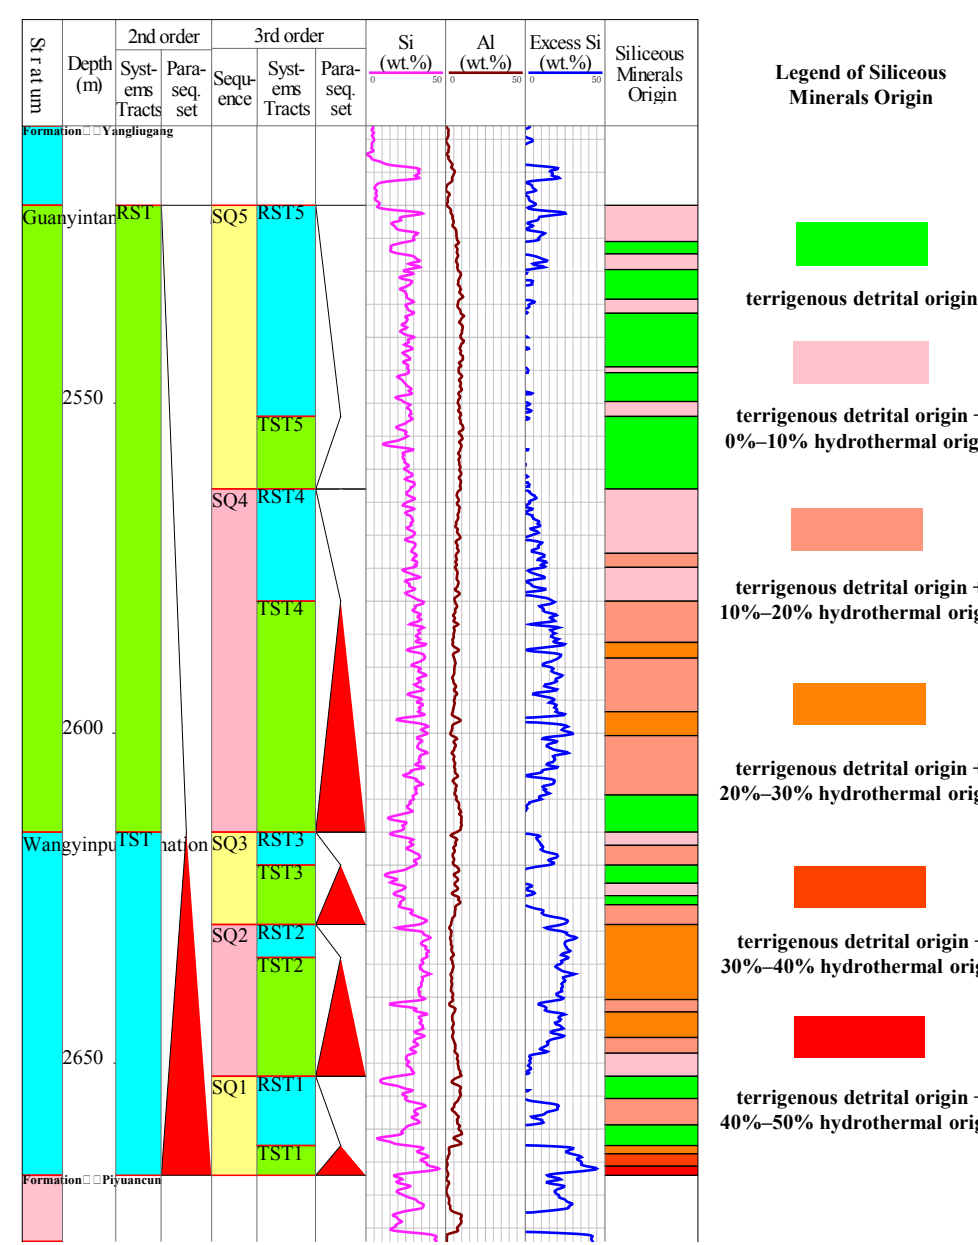 Stratum
Depth
(m)
2nd order
Syst-
ems
Tracts
Para-
seq.
set
3rd order
Sequ-
ence
Syst-
ems
Tracts
Para-
seq.
set
Si
(wt.%)
0 50
Al
(wt.%)
0 50
Excess Si
(wt.%)
0 50
Siliceous
Minerals
Origin
Legend of Siliceous
Minerals Origin
Formation□□Yangliugang
Guanyintan
RST
SQ5
RST5
terrigenous detrital origin
2550
TST5
terrigenous detrital origin +
0%–10% hydrothermal orig
SQ4
RST4
TST4
terrigenous detrital origin +
10%–20% hydrothermal orig
2600
terrigenous detrital origin +
20%–30% hydrothermal orig
Wangyinpu
mation
TST
SQ3
RST3
TST3
SQ2
RST2
TST2
terrigenous detrital origin +
30%–40% hydrothermal orig
2650
SQ1
RST1
TST1
terrigenous detrital origin +
40%–50% hydrothermal orig
Formation□□Piyuancun